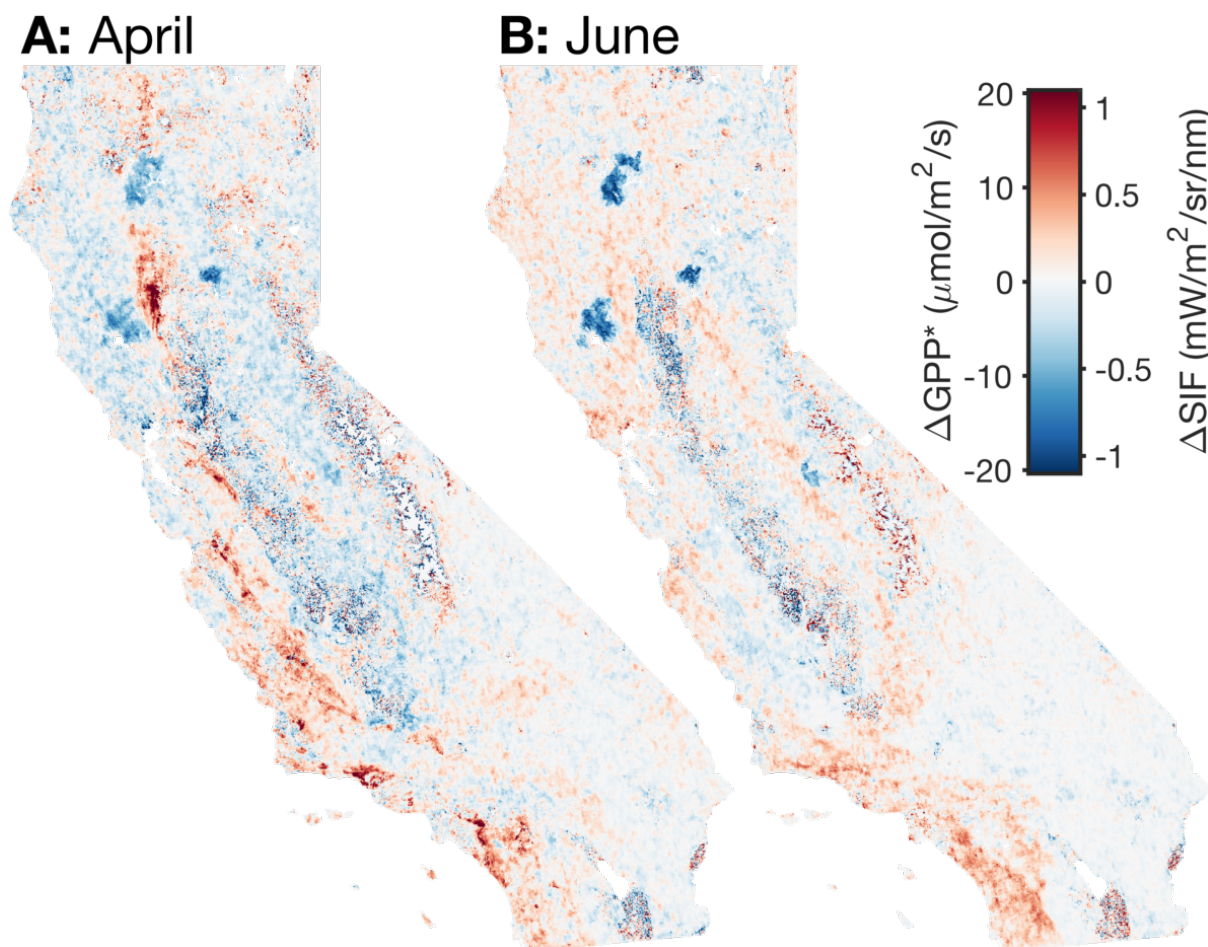 A: April
B: June
ΔGPP* (μmol/m²/s)
20
10
0
-10
-20
1
0.5
0
-0.5
-1
ΔSIF (mW/m²/sr/nm)